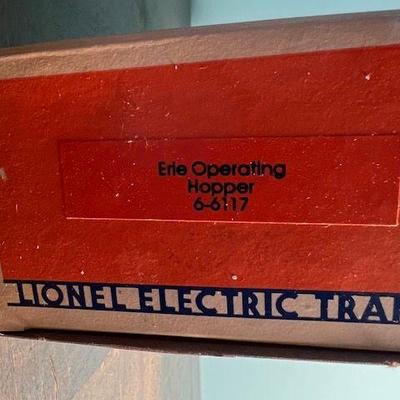 Erie Operating
Hopper
6-6117
LIONEL ELECTRIC TRA